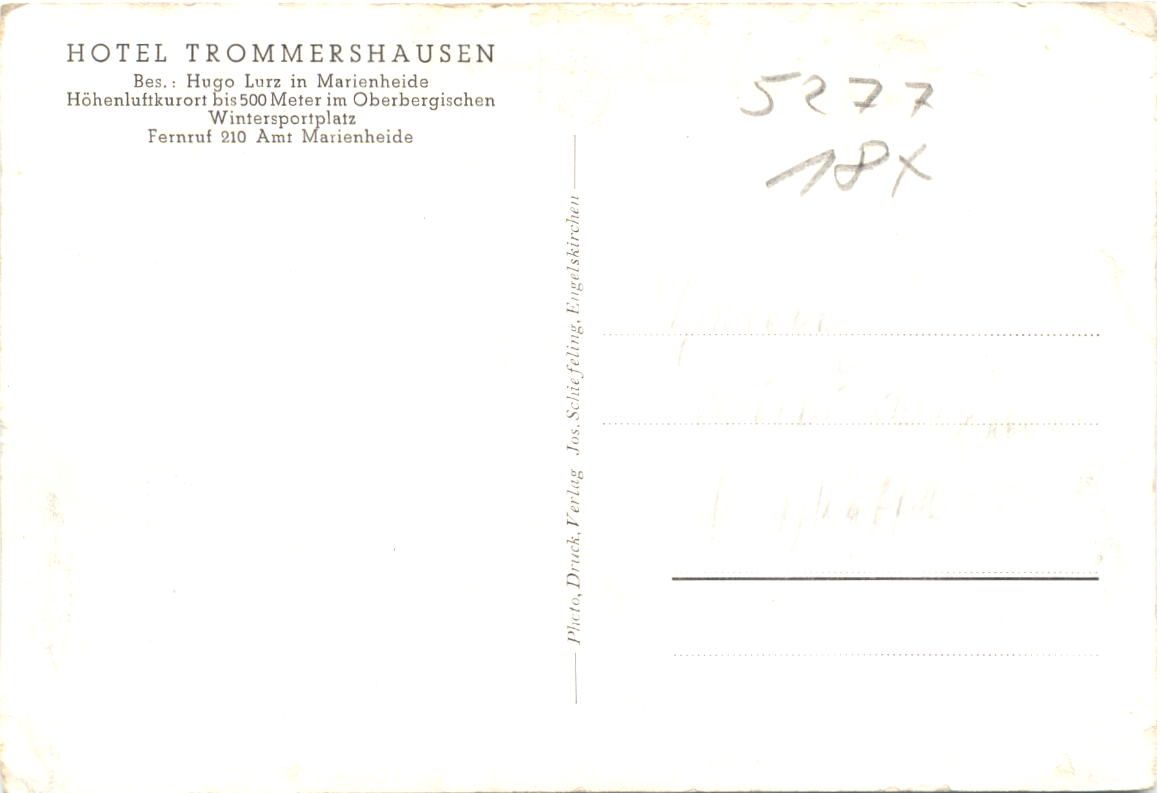 HOTEL TROMMERSHAUSEN
Bes.: Hugo Lurz in Marienheide
Höhenluftkurort bis 500 Meter im Oberbergischen
Wintersportplatz
Fernruf 210 Amt Marienheide
Photo, Druck, Verlag Jos. Schiefeling, Engelskirchen
5277
18X